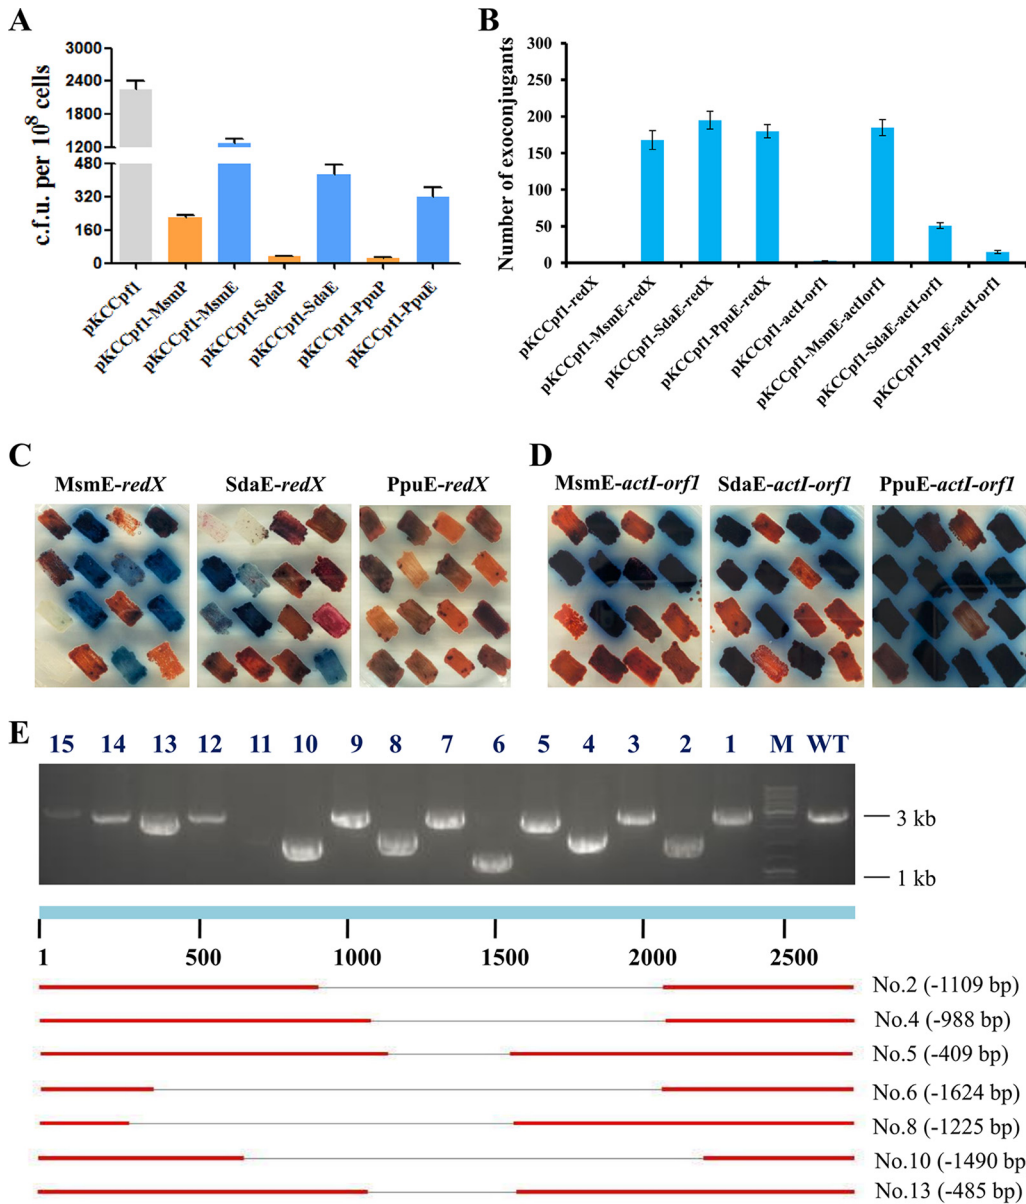 A
c.f.u. per 10⁸ cells
3000
2400
1800
1200
480
320
160
0
pKCCpf1
pKCCpf1-MsmP
pKCCpf1-MsmE
pKCCpf1-SdaP
pKCCpf1-SdaE
pKCCpf1-PpuP
pKCCpf1-PpuE
B
Number of exoconjugants
300
250
200
150
100
50
0
pKCCpf1-redX
pKCCpf1-MsmE-redX
pKCCpf1-SdaE-redX
pKCCpf1-PpuE-redX
pKCCpf1-actI-orf1
pKCCpf1-MsmE-actIorf1
pKCCpf1-SdaE-actI-orf1
pKCCpf1-PpuE-actI-orf1
C
MsmE-redX SdaE-redX PpuE-redX
D
MsmE-actI-orf1 SdaE-actI-orf1 PpuE-actI-orf1
E
15 14 13 12 11 10 9 8 7 6 5 4 3 2 1 M WT
3 kb
1 kb
1 500 1000 1500 2000 2500
No.2 (-1109 bp)
No.4 (-988 bp)
No.5 (-409 bp)
No.6 (-1624 bp)
No.8 (-1225 bp)
No.10 (-1490 bp
No.13 (-485 bp)